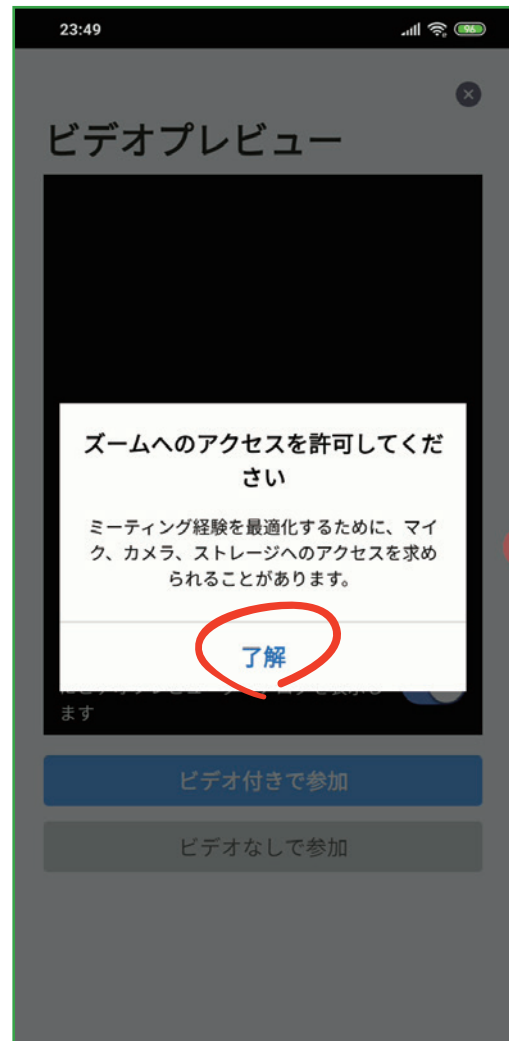 23:49
96
ビデオプレビュー
ズームへのアクセスを許可してくだ
さい
ミーティング経験を最適化するために、マイ
ク、カメラ、ストレージへのアクセスを求め
られることがあります。
了解
ます
ビデオ付きで参加
ビデオなしで参加